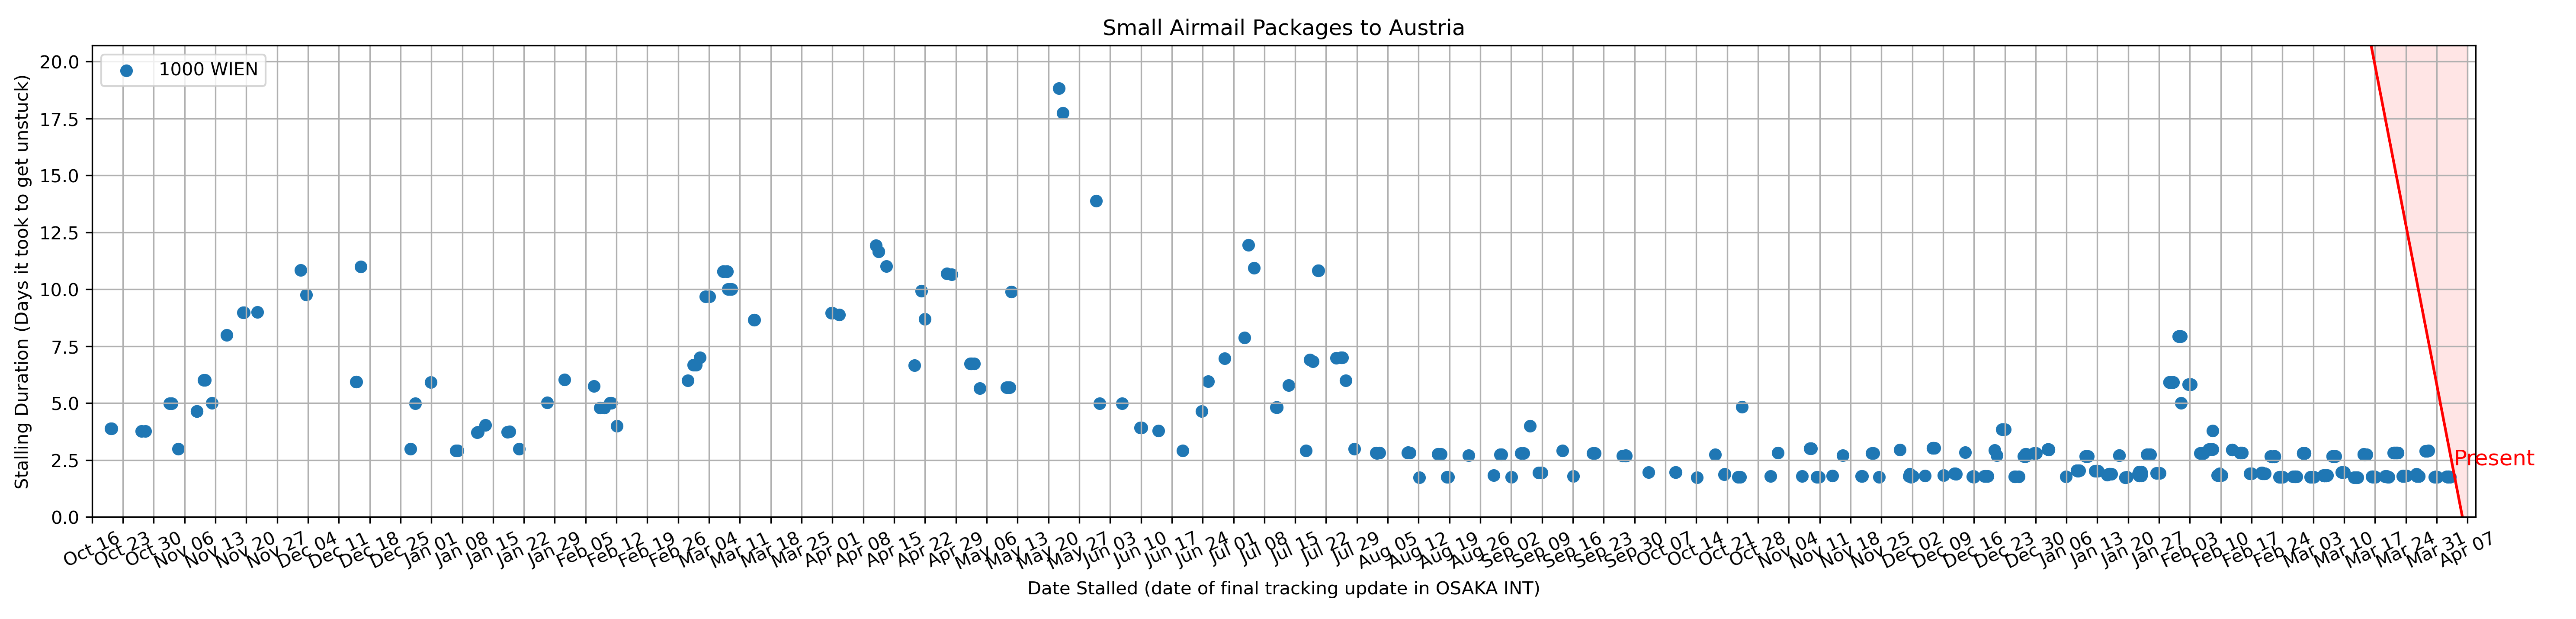 Small Airmail Packages to Austria
1000 WIEN
Stalling Duration (Days it took to get unstuck)
20.0
17.5
15.0
12.5
10.0
7.5
5.0
2.5
0.0
Present
Oct 16 Oct 23 Oct 30 Nov 06 Nov 13 Nov 20 Nov 27 Dec 04 Dec 11 Dec 18 Dec 25 Jan 01 Jan 08 Jan 15 Jan 22 Jan 29 Feb 05 Feb 12 Feb 19 Feb 26 Mar 04 Mar 11 Mar 18 Mar 25 Apr 01 Apr 08 Apr 15 Apr 22 Apr 29 May 06 May 13 May 20 May 27 Jun 03 Jun 10 Jun 17 Jun 24 Jul 01 Jul 08 Jul 15 Jul 22 Jul 29 Aug 05 Aug 12 Aug 19 Aug 26 Sep 02 Sep 09 Sep 16 Sep 23 Sep 30 Oct 07 Oct 14 Oct 21 Oct 28 Nov 04 Nov 11 Nov 18 Nov 25 Dec 02 Dec 09 Dec 16 Dec 23 Dec 30 Jan 06 Jan 13 Jan 20 Jan 27 Feb 03 Feb 10 Feb 17 Feb 24 Mar 03 Mar 10 Mar 17 Mar 24 Mar 31 Apr 07
Date Stalled (date of final tracking update in OSAKA INT)